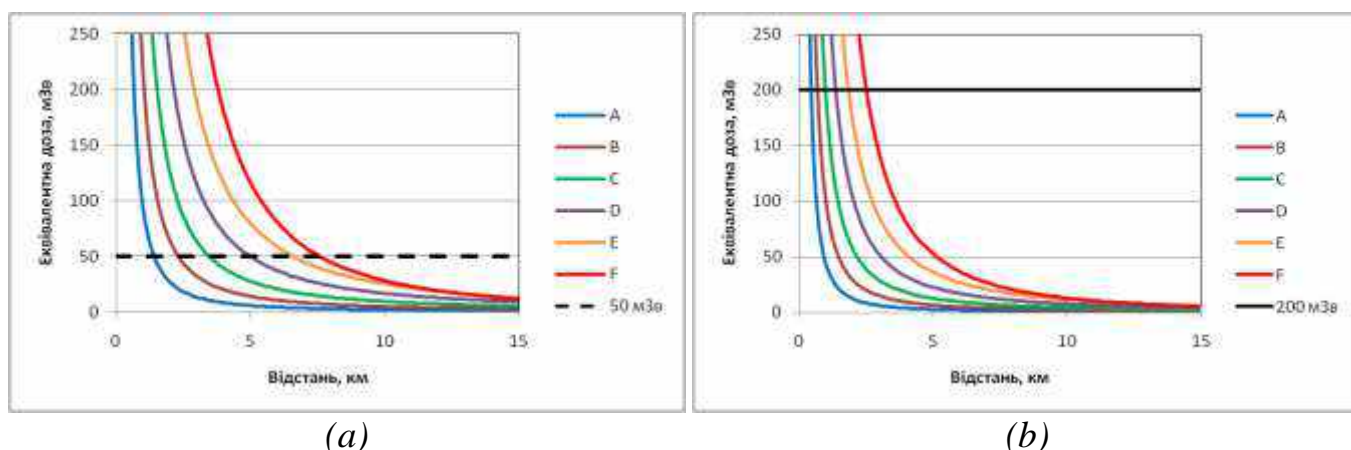 250
200
150
100
50
0
Еквівалентна доза, мЗв
0 5 10 15
Відстань, км
A
B
C
D
E
F
50 мЗв
(a)
250
200
150
100
50
0
Еквівалентна доза, мЗв
0 5 10 15
Відстань, км
A
B
C
D
E
F
200 мЗв
(b)